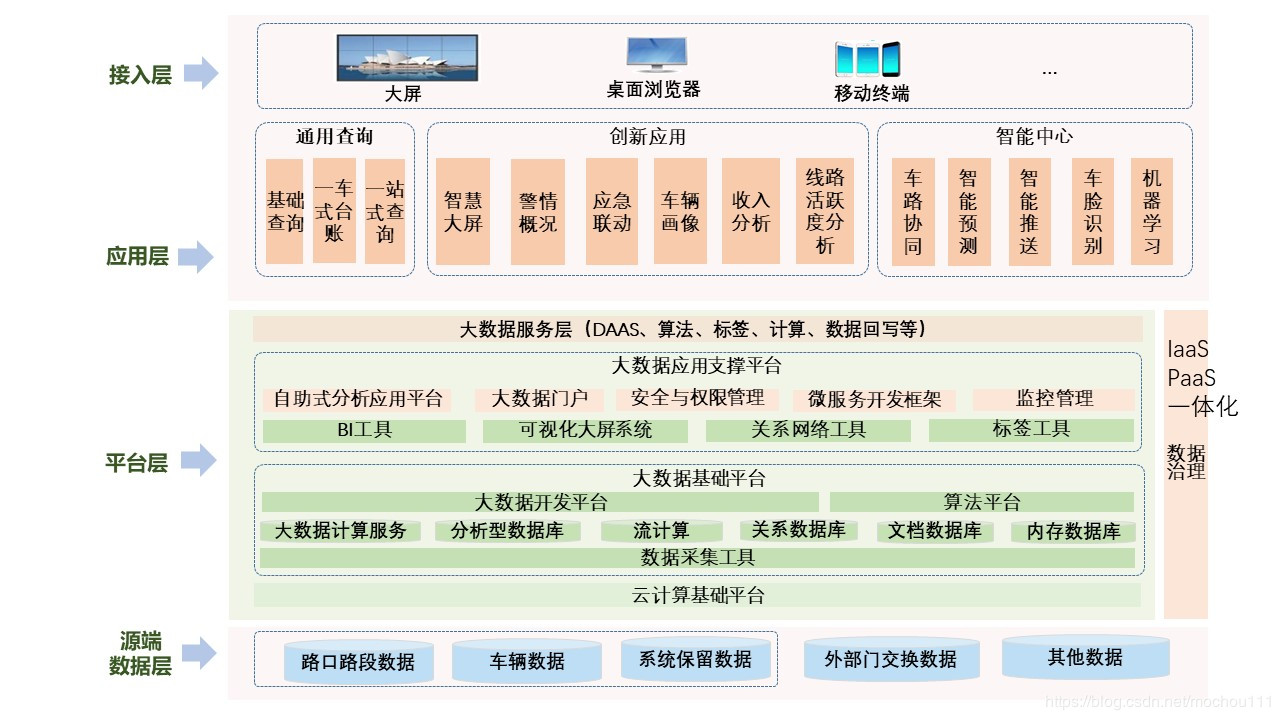 接入层
大屏
桌面浏览器
移动终端
...
应用层
通用查询
基础
查询
一车
式台
账
一站
式查
询
创新应用
智慧
大屏
警情
概况
应急
联动
车辆
画像
收入
分析
线路
活跃
度分
析
智能中心
车
路
协
同
智
能
预
测
智
能
推
送
车
脸
识
别
机
器
学
习
平台层
大数据服务层（DAAS、算法、标签、计算、数据回写等）
大数据应用支撑平台
自助式分析应用平台
大数据门户
安全与权限管理
微服务开发框架
监控管理
BI工具
可视化大屏系统
关系网络工具
标签工具
大数据基础平台
大数据开发平台
算法平台
大数据计算服务
分析型数据库
流计算
关系数据库
文档数据库
内存数据库
数据采集工具
云计算基础平台
IaaS
PaaS
一体化
数据
治理
源端
数据层
路口路段数据
车辆数据
系统保留数据
外部门交换数据
其他数据
https://blog.csdn.net/mochou111